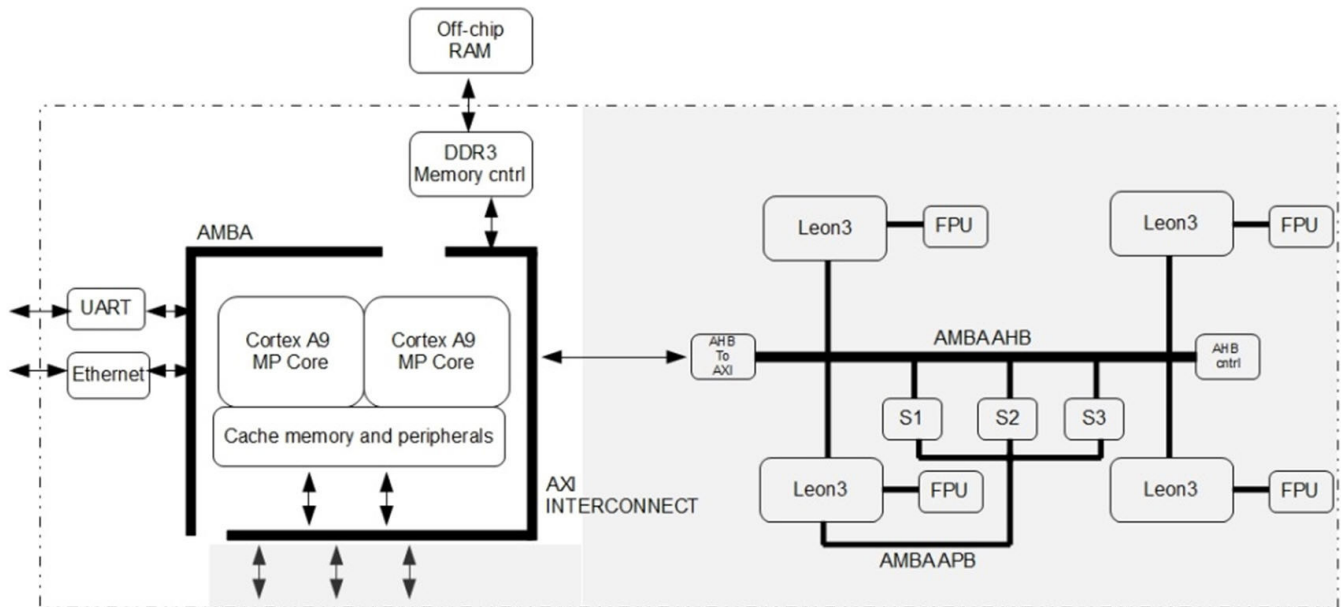 Off-chip
RAM
DDR3
Memory cntrl
AMBA
UART
Ethernet
Cortex A9
MP Core
Cortex A9
MP Core
Cache memory and peripherals
AXI
INTERCONNECT
Leon3
FPU
Leon3
FPU
AHB
To
AXI
AMBA AHB
AHB
cntrl
S1
S2
S3
Leon3
FPU
Leon3
FPU
AMBA APB